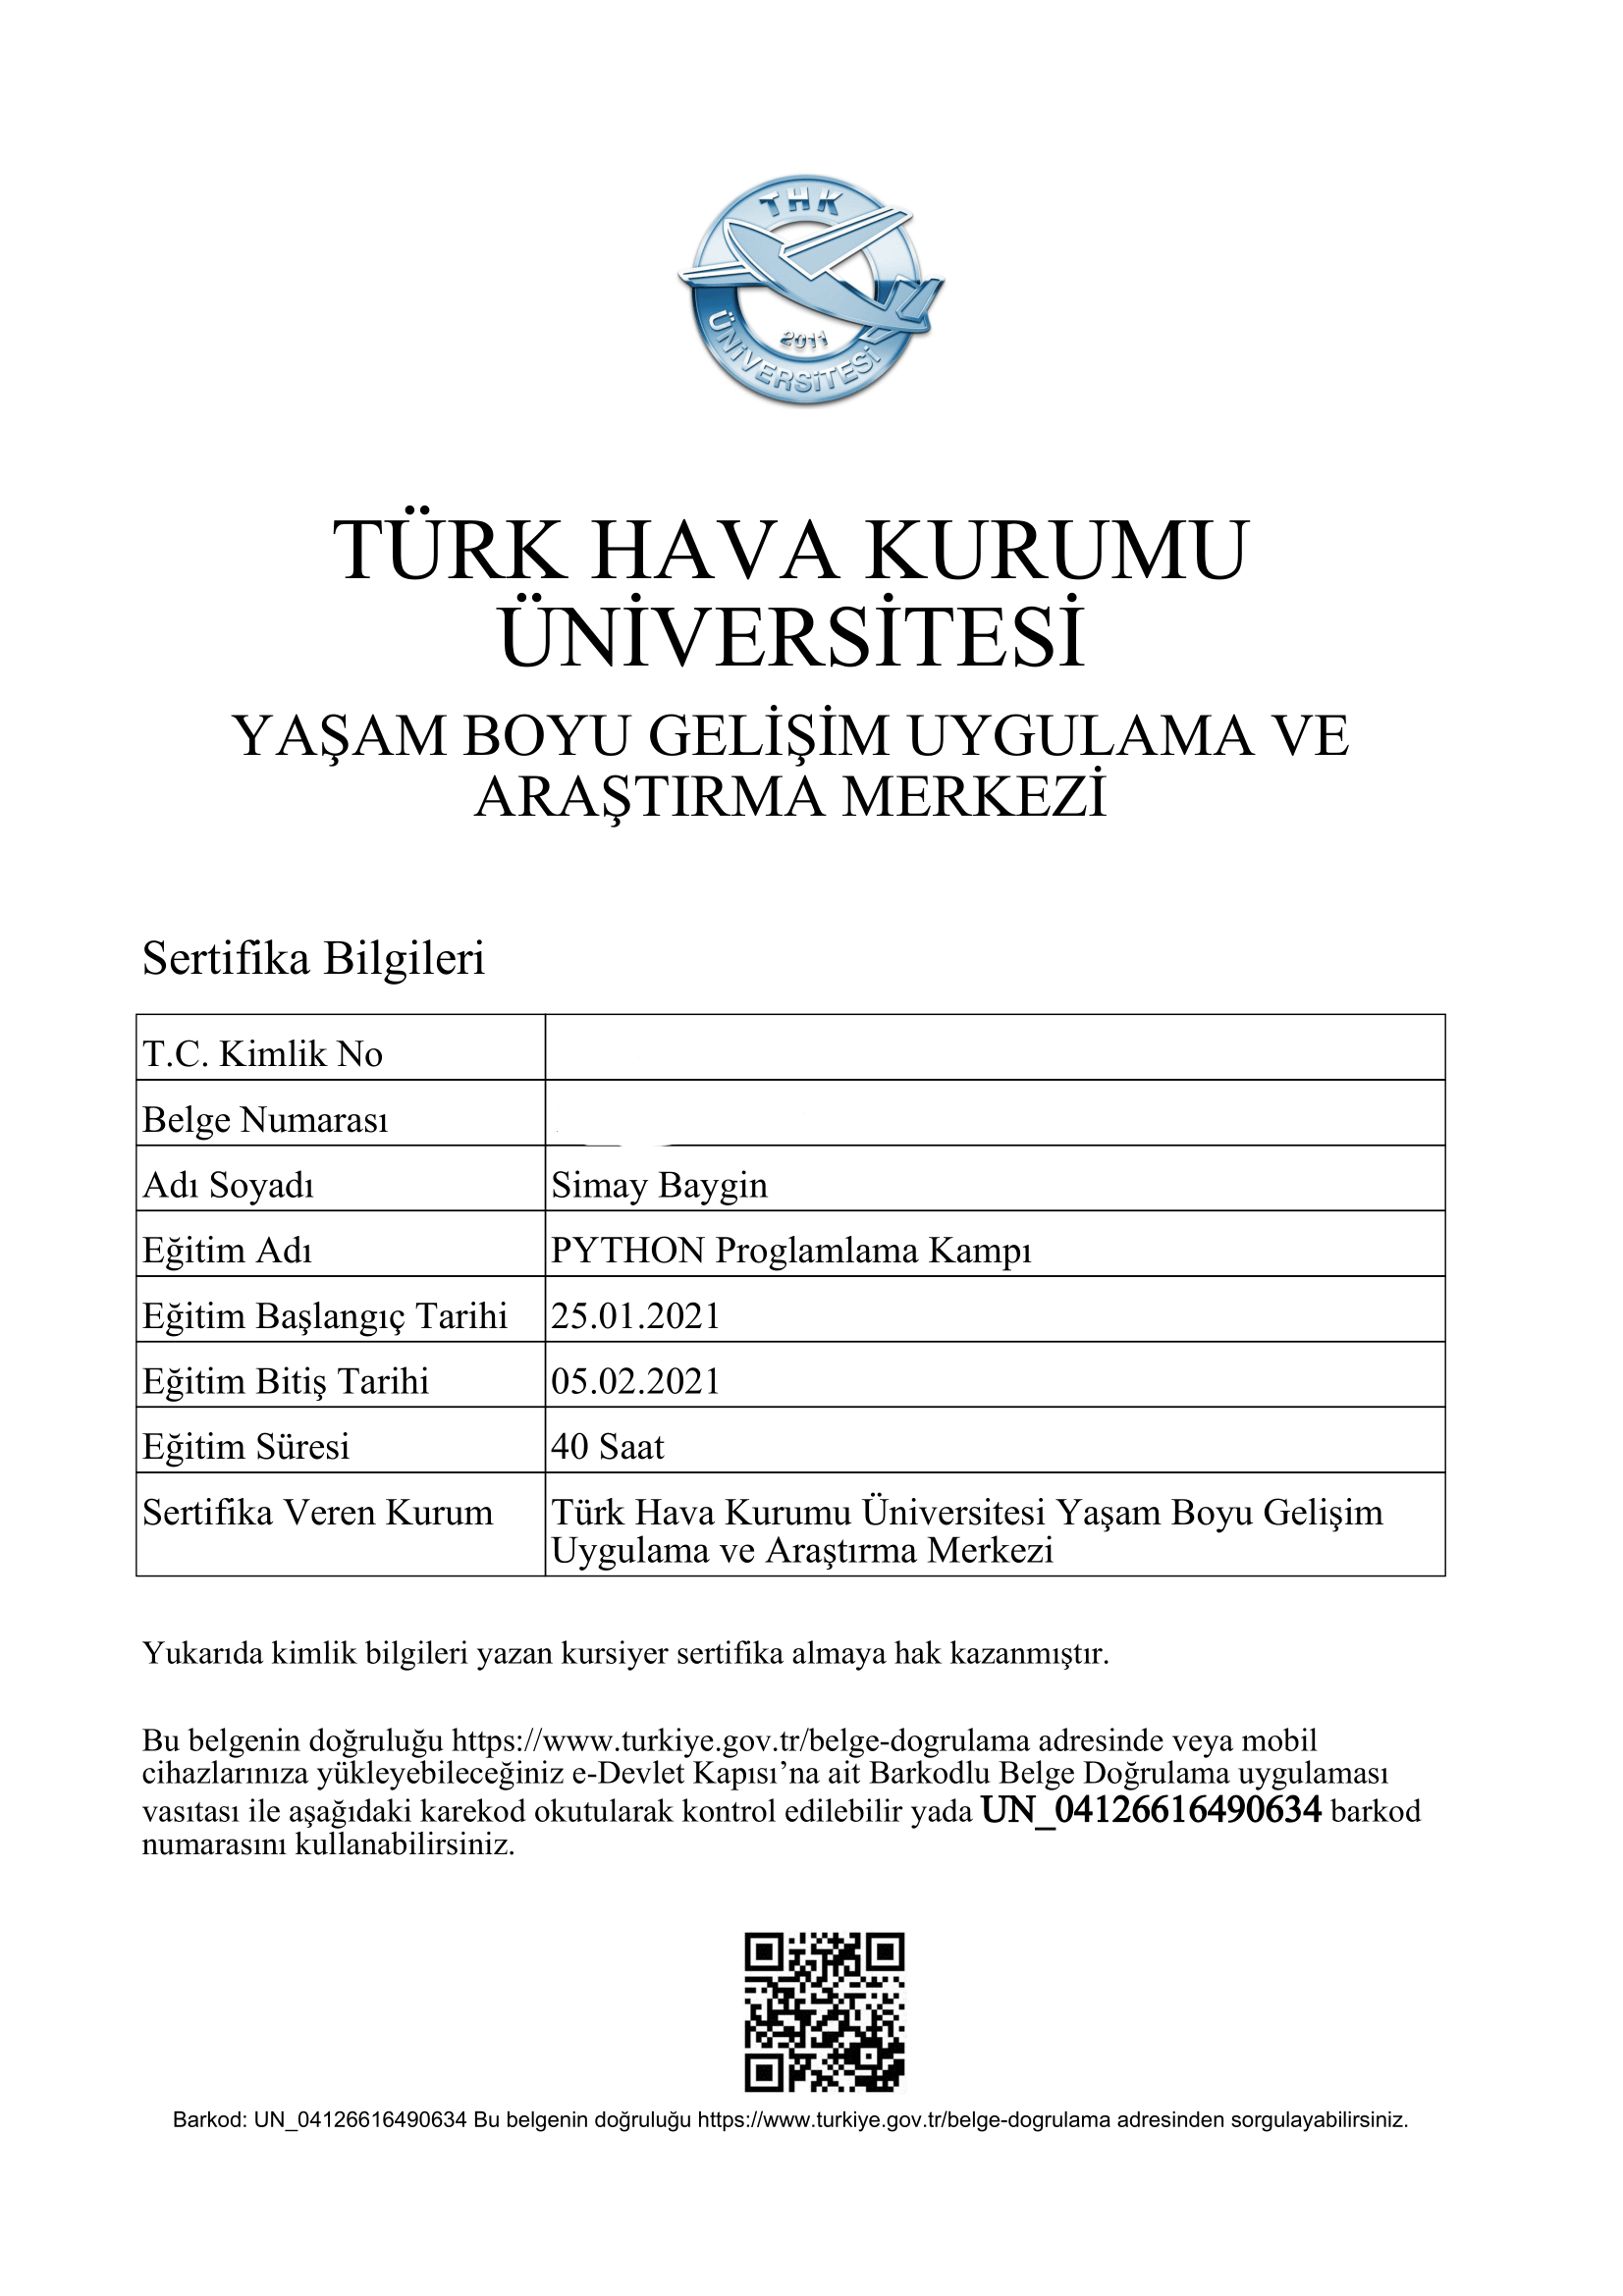 THK
2011
ÜNİVERSİTESİ
TÜRK HAVA KURUMU
ÜNİVERSİTESİ
YAŞAM BOYU GELİŞİM UYGULAMA VE
ARAŞTIRMA MERKEZİ
Sertifika Bilgileri
T.C. Kimlik No
Belge Numarası
Adı Soyadı Simay Baygin
Eğitim Adı PYTHON Proglamlama Kampı
Eğitim Başlangıç Tarihi 25.01.2021
Eğitim Bitiş Tarihi 05.02.2021
Eğitim Süresi 40 Saat
Sertifika Veren Kurum Türk Hava Kurumu Üniversitesi Yaşam Boyu Gelişim
Uygulama ve Araştırma Merkezi
Yukarıda kimlik bilgileri yazan kursiyer sertifika almaya hak kazanmıştır.
Bu belgenin doğruluğu https://www.turkiye.gov.tr/belge-dogrulama adresinde veya mobil
cihazlarınıza yükleyebileceğiniz e-Devlet Kapısı’na ait Barkodlu Belge Doğrulama uygulaması
vasıtası ile aşağıdaki karekod okutularak kontrol edilebilir yada UN_04126616490634 barkod
numarasını kullanabilirsiniz.
Barkod: UN_04126616490634 Bu belgenin doğruluğu https://www.turkiye.gov.tr/belge-dogrulama adresinden sorgulayabilirsiniz.